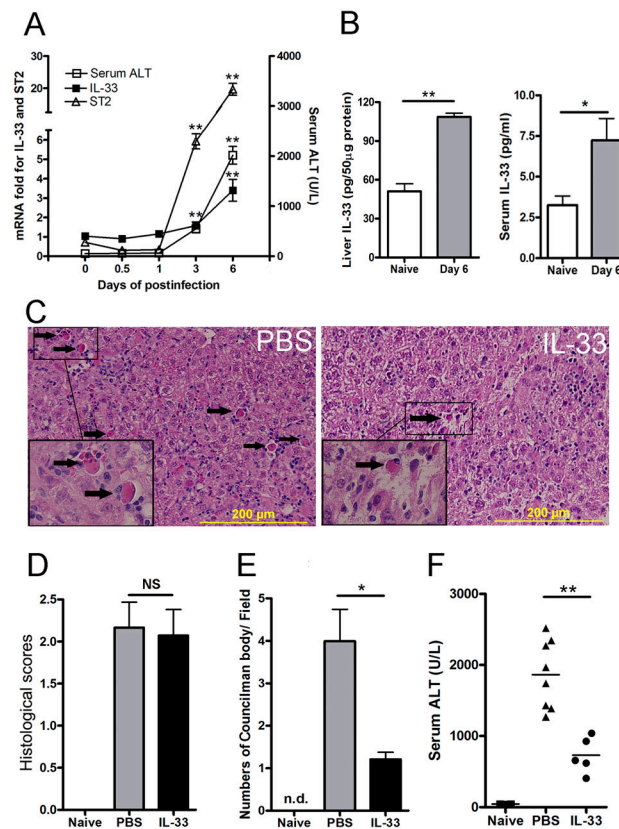 A
mRNA fold for IL-33 and ST2
30
20
10
6
5
4
3
2
1
0
Serum ALT
IL-33
ST2
**
**
**
**
**
4000
3000
2000
1000
0
Serum ALT (U/L)
0 0.5 1 3 6
Days of postinfection
B
Liver IL-33 (pg/50μg protein)
120
90
60
30
0
**
Naive Day 6
Serum IL-33 (pg/ml)
10.0
7.5
5.0
2.5
0.0
*
Naive Day 6
C
PBS
200 μm
IL-33
200 μm
D
Histological scores
2.5
2.0
1.5
1.0
0.5
0.0
NS
Naive PBS IL-33
E
Numbers of Councilman body/ Field
5
4
3
2
1
0
*
n.d.
Naive PBS IL-33
F
Serum ALT (U/L)
3000
2000
1000
0
**
Naive PBS IL-33